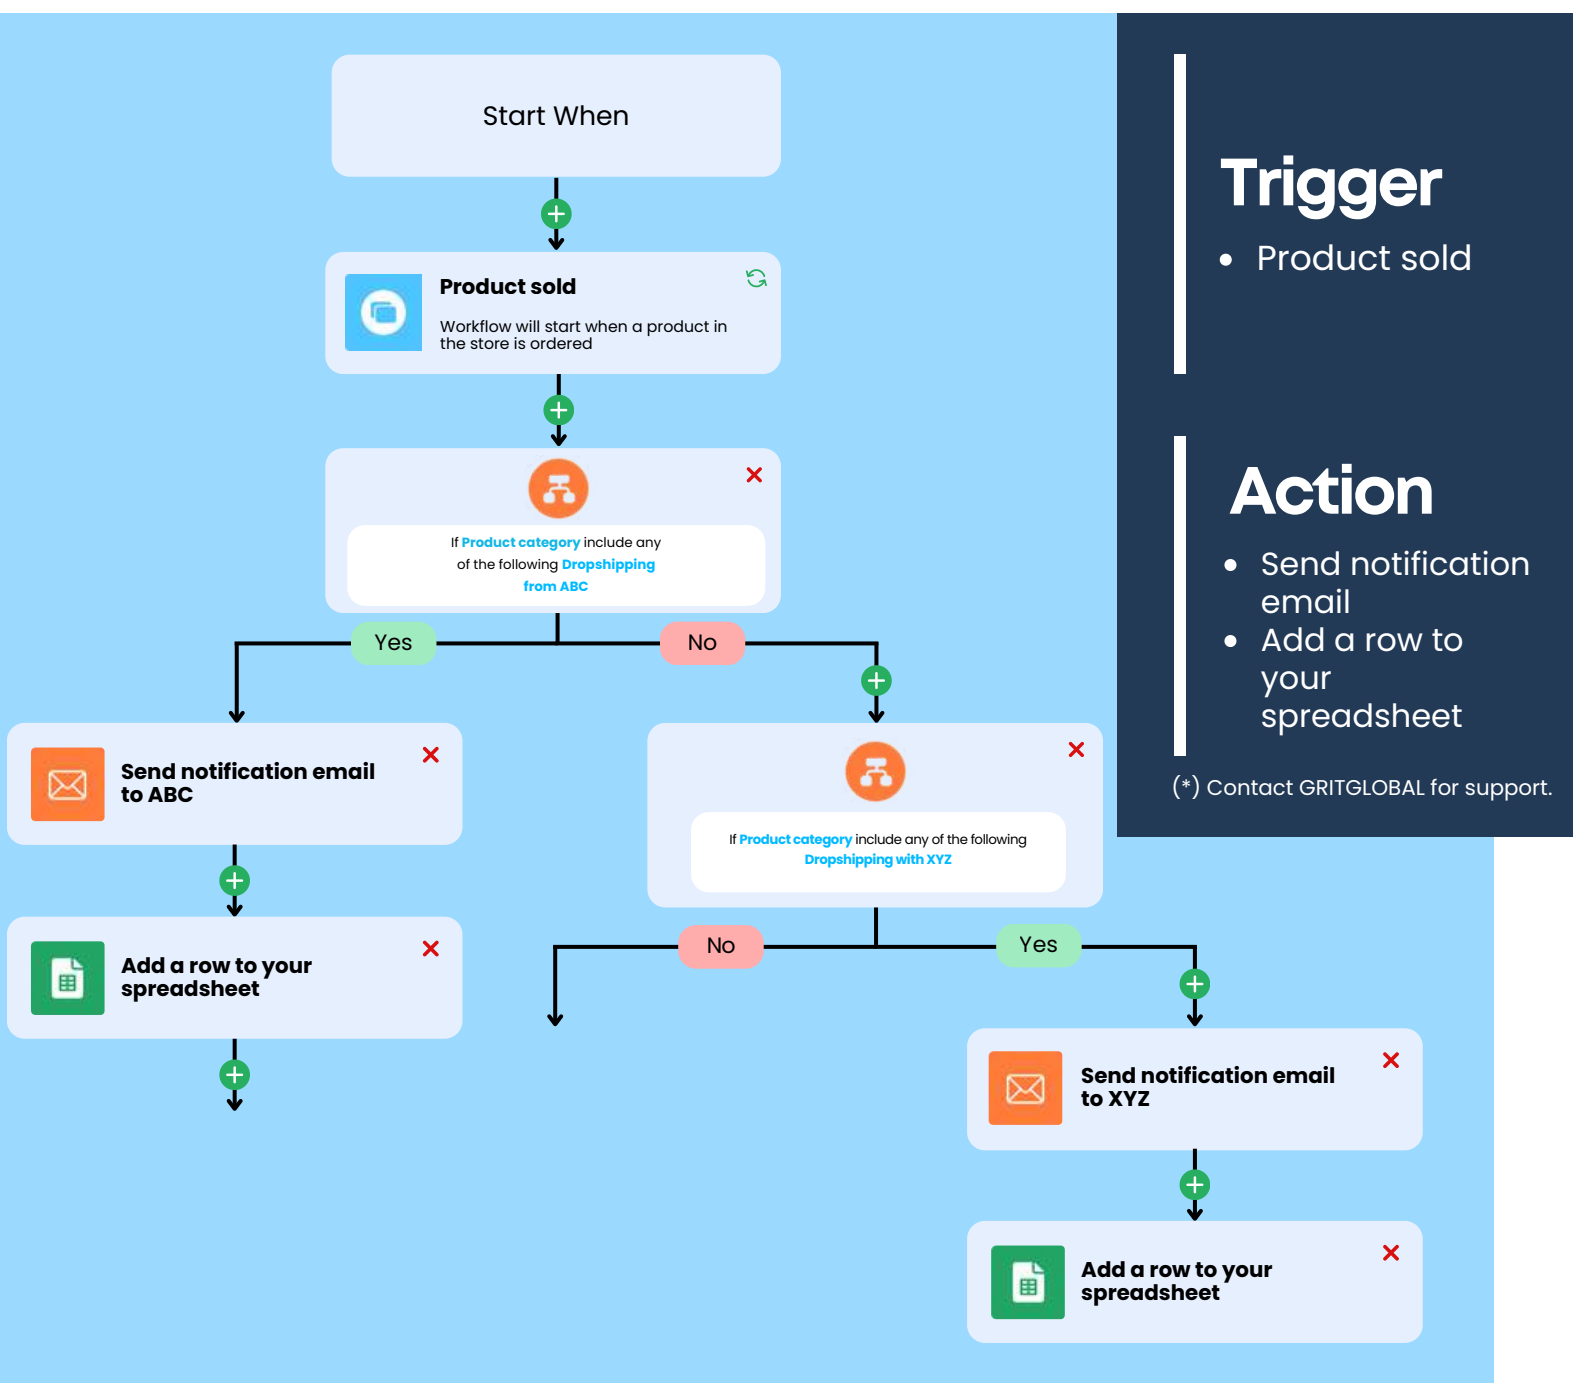 Start When
Product sold
Workflow will start when a product in
the store is ordered
If Product category include any
of the following Dropshipping
from ABC
Yes
No
Send notification email
to ABC
Add a row to your
spreadsheet
If Product category include any of the following
Dropshipping with XYZ
No
Yes
Send notification email
to XYZ
Add a row to your
spreadsheet
Trigger
• Product sold
Action
• Send notification
email
• Add a row to
your
spreadsheet
(*) Contact GRITGLOBAL for support.